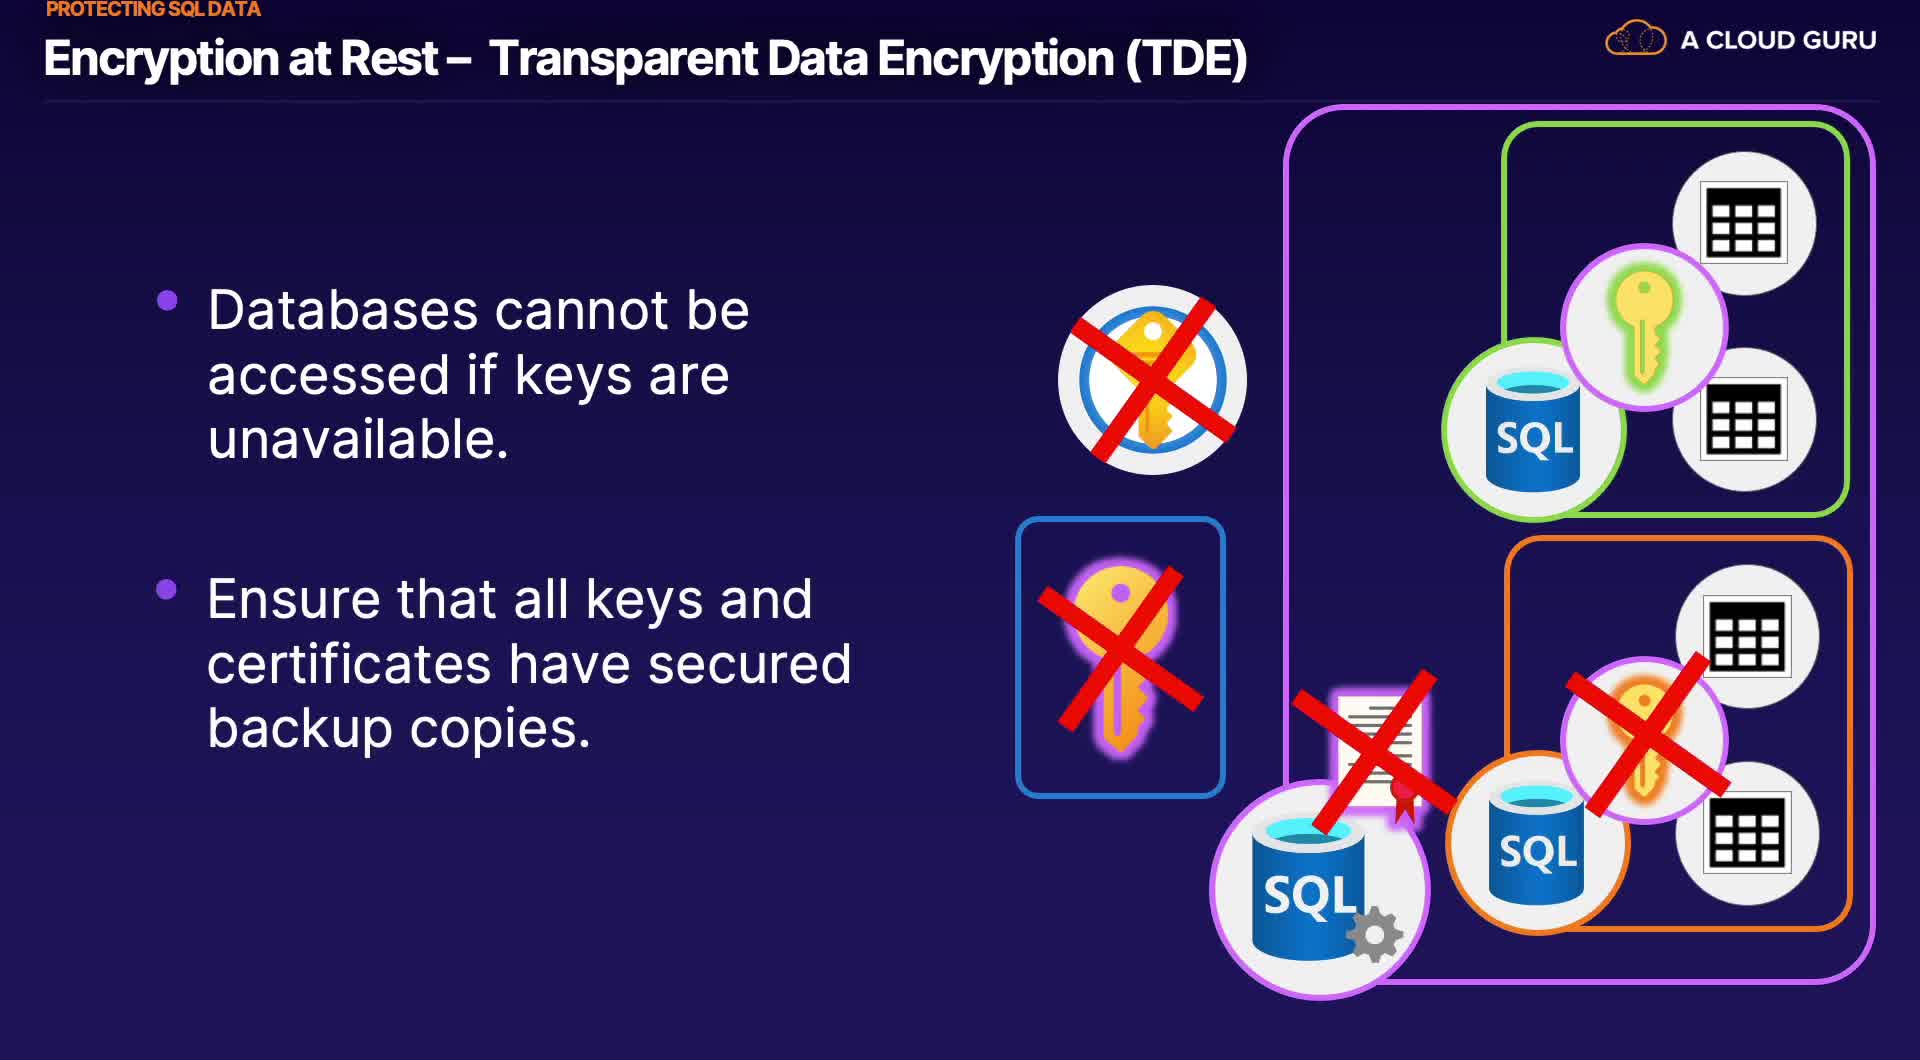 PROTECTING SQL DATA
Encryption at Rest – Transparent Data Encryption (TDE)
A CLOUD GURU
Databases cannot be
accessed if keys are
unavailable.
Ensure that all keys and
certificates have secured
backup copies.
SQL
SQL
SQL